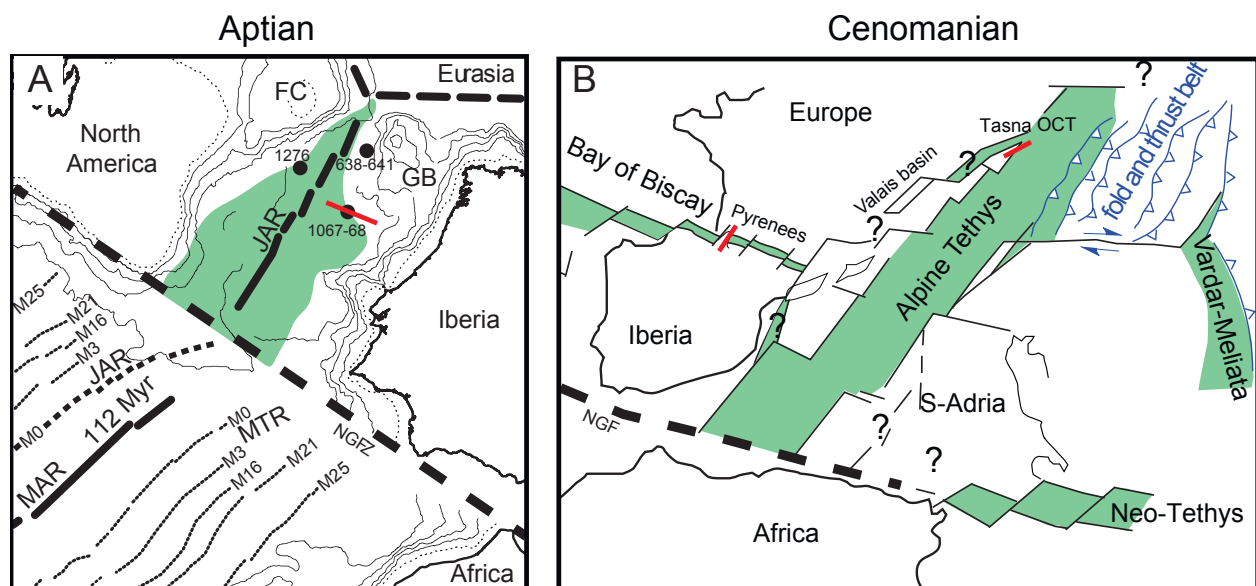 Aptian
Cenomanian
A
FC
Eurasia
North
America
1276
638-641
GB
JAR
1067-68
Iberia
M25
M21
M16
M3
JAR
M0
112 Myr
MAR
M0
MTR
M3
M21
M16
M25
NGFZ
Africa
B
?
Europe
Tasna OCT
fold and thrust belt
Bay of Biscay
Valais basin
?
Pyrenees
?
Alpine Tethys
Vardar-Meliata
Iberia
?
S-Adria
NGF
?
?
Neo-Tethys
Africa